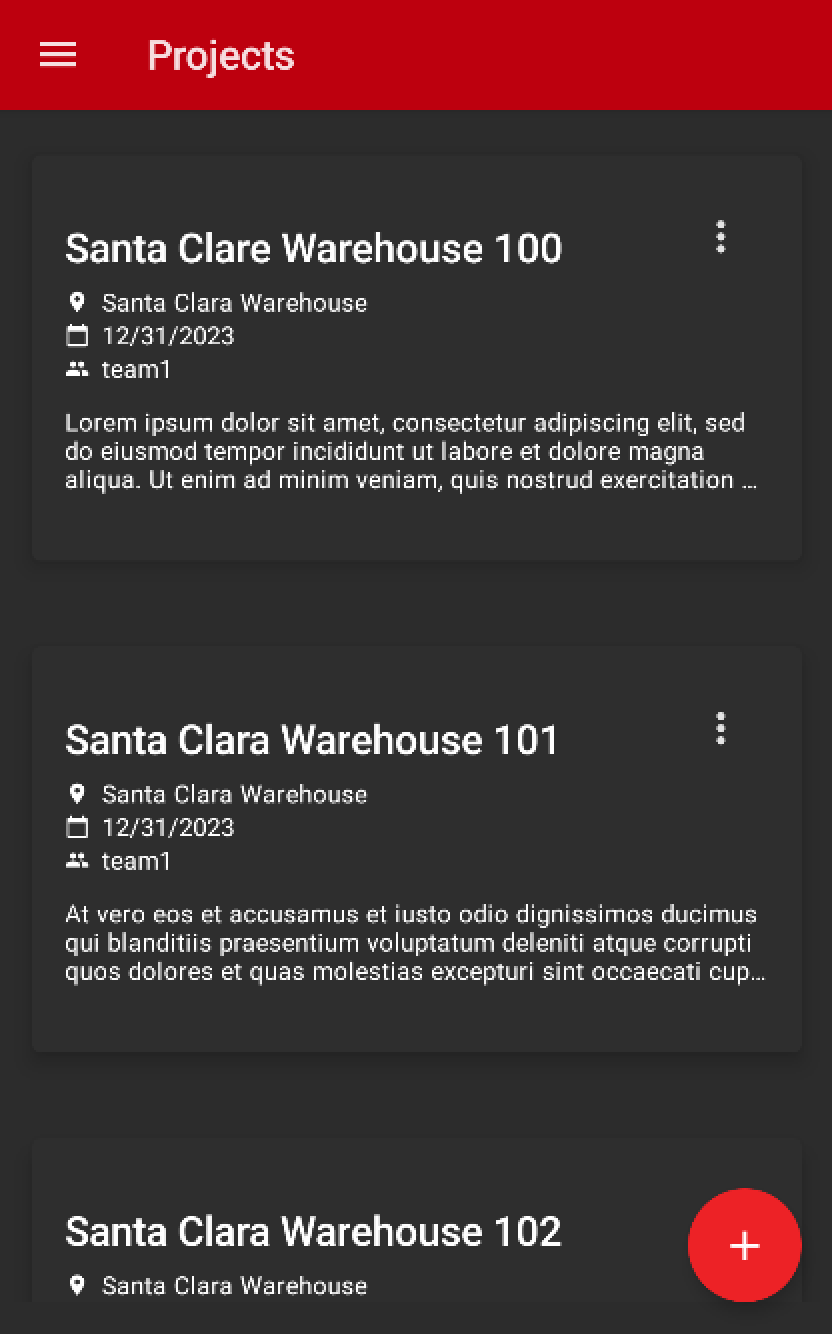 Projects
Santa Clare Warehouse 100
Santa Clara Warehouse
12/31/2023
team1
Lorem ipsum dolor sit amet, consectetur adipiscing elit, sed
do eiusmod tempor incididunt ut labore et dolore magna
aliqua. Ut enim ad minim veniam, quis nostrud exercitation ...
Santa Clara Warehouse 101
Santa Clara Warehouse
12/31/2023
team1
At vero eos et accusamus et iusto odio dignissimos ducimus
qui blanditiis praesentium voluptatum deleniti atque corrupti
quos dolores et quas molestias excepturi sint occaecati cup...
Santa Clara Warehouse 102
Santa Clara Warehouse